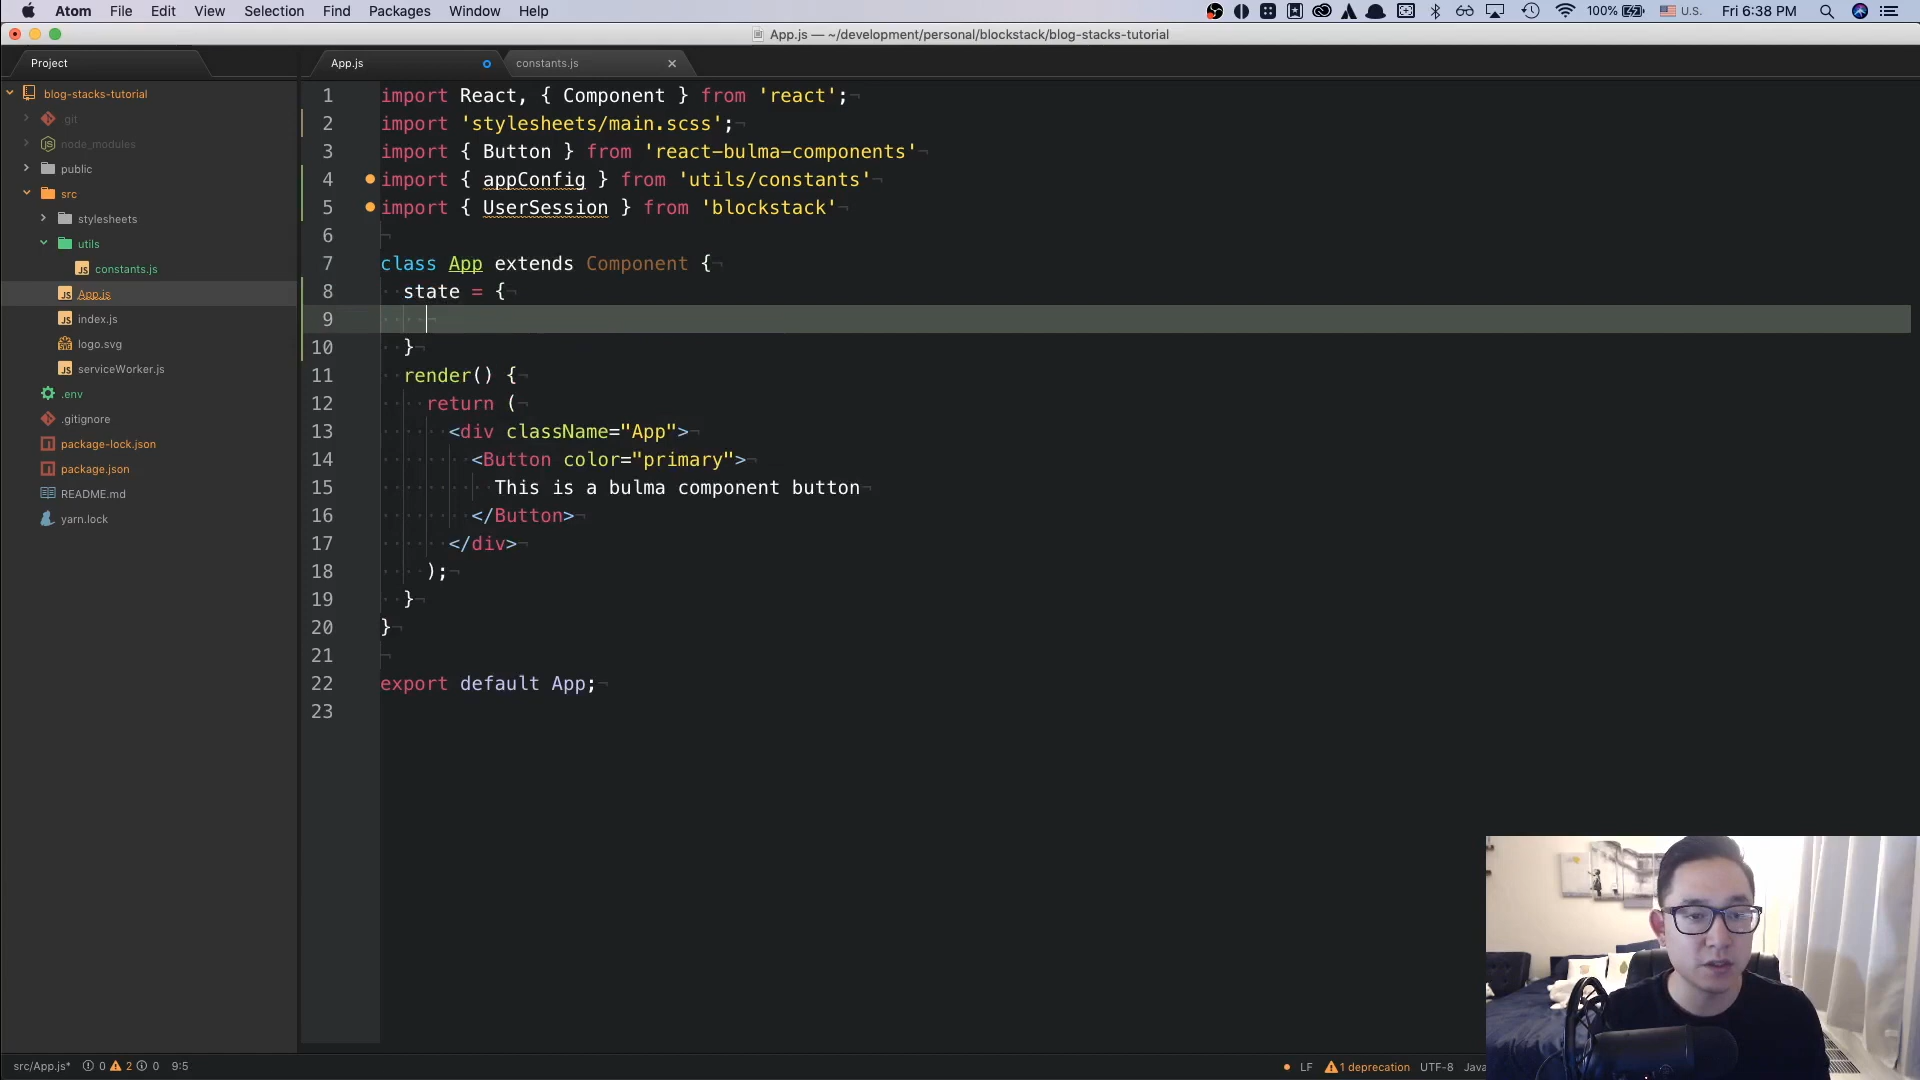 Atom File Edit View Selection Find Packages Window Help 100% U.S. Fri 6:38 PM
App.js — ~/development/personal/blockstack/blog-stacks-tutorial
Project
App.js
constants.js
blog-stacks-tutorial
.git
node_modules
public
src
stylesheets
utils
constants.js
App.js
index.js
logo.svg
serviceWorker.js
.env
.gitignore
package-lock.json
package.json
README.md
yarn.lock
1 import React, { Component } from 'react';
2 import 'stylesheets/main.scss';
3 import { Button } from 'react-bulma-components'
4 import { appConfig } from 'utils/constants'
5 import { UserSession } from 'blockstack'
6
7 class App extends Component {
8 state = {
9
10 }
11 render() {
12 return (
13 <div className="App">
14 <Button color="primary">
15 This is a bulma component button
16 </Button>
17 </div>
18 );
19 }
20 }
21
22 export default App;
23
src/App.js* 0 2 0 9:5 LF 1 deprecation UTF-8 Java